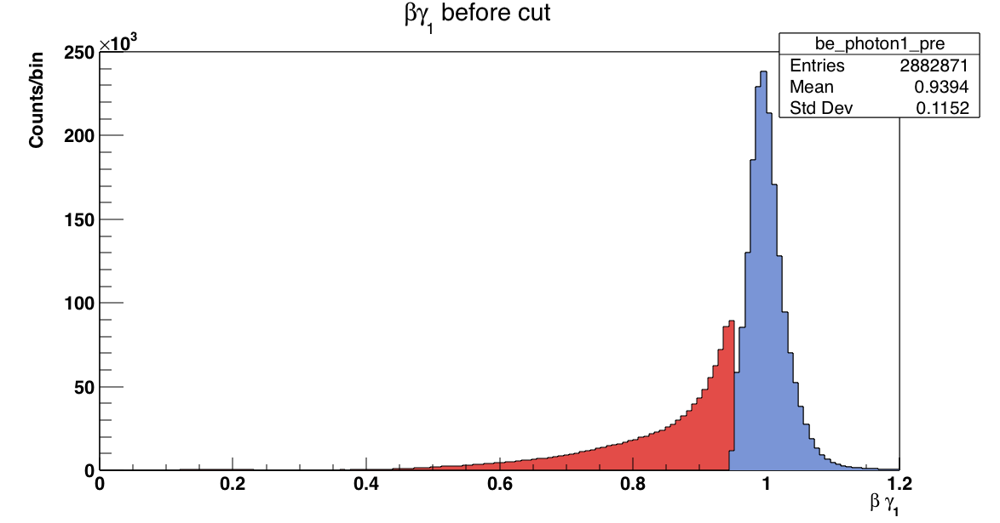 βγ₁ before cut
×10³
be_photon1_pre
Entries 2882871
Mean 0.9394
Std Dev 0.1152
Counts/bin
250
200
150
100
50
0
0 0.2 0.4 0.6 0.8 1 1.2
β γ₁